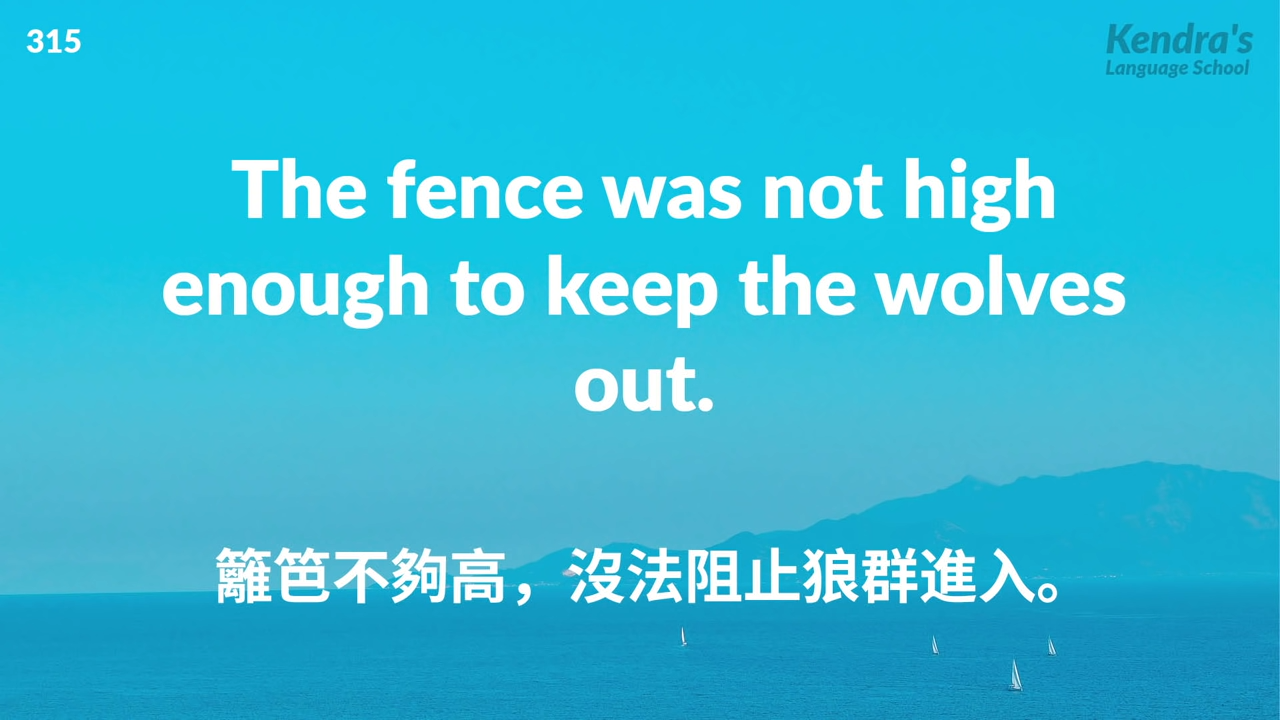 315
Kendra's
Language School
The fence was not high
enough to keep the wolves
out.
籬笆不夠高，沒法阻止狼群進入。